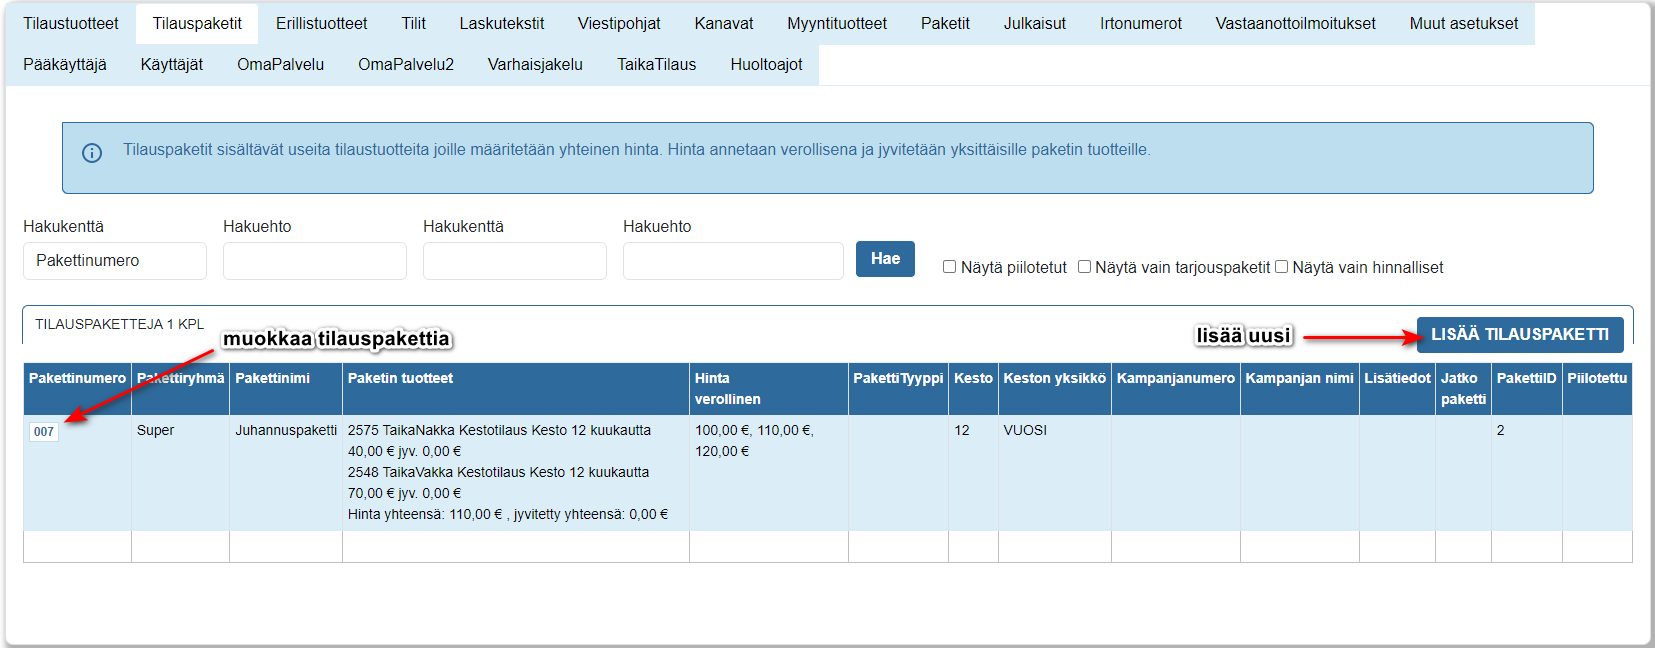 Tilaustuotteet Tilauspaketit Erillistuotteet Tilit Laskutekstit Viestipohjat Kanavat Myyntituotteet Paketit Julkaisut Irtonumerot Vastaanottoilmoitukset Muut asetukset
Pääkäyttäjä Käyttäjät OmaPalvelu OmaPalvelu2 Varhaisjakelu TaikaTilaus Huoltoajot
Tilauspaketit sisältävät useita tilaustuotteita joille määritetään yhteinen hinta. Hinta annetaan verollisena ja jyvitetään yksittäisille paketin tuotteille.
Hakukenttä Hakuehto Hakukenttä Hakuehto
Pakettinumero Hae Näytä piilotetut Näytä vain tarjouspaketit Näytä vain hinnalliset
TILAUSPAKETTEJA 1 KPL
muokkaa tilauspakettia lisää uusi LISÄÄ TILAUSPAKETTI
Pakettinumero Pakettiryhmä Pakettinimi Paketin tuotteet Hinta PakettiTyyppi Kesto Keston yksikkö Kampanjanumero Kampanjan nimi Lisätiedot Jatko PakettiID Piilotettu
verollinen paketti
007 Super Juhannuspaketti 2575 TaikaNakka Kestotilaus Kesto 12 kuukautta 100,00 €, 110,00 €, 12 VUOSI 2
40,00 € jyv. 0,00 € 120,00 €
2548 TaikaVakka Kestotilaus Kesto 12 kuukautta
70,00 € jyv. 0,00 €
Hinta yhteensä: 110,00 € , jyvitetty yhteensä: 0,00 €